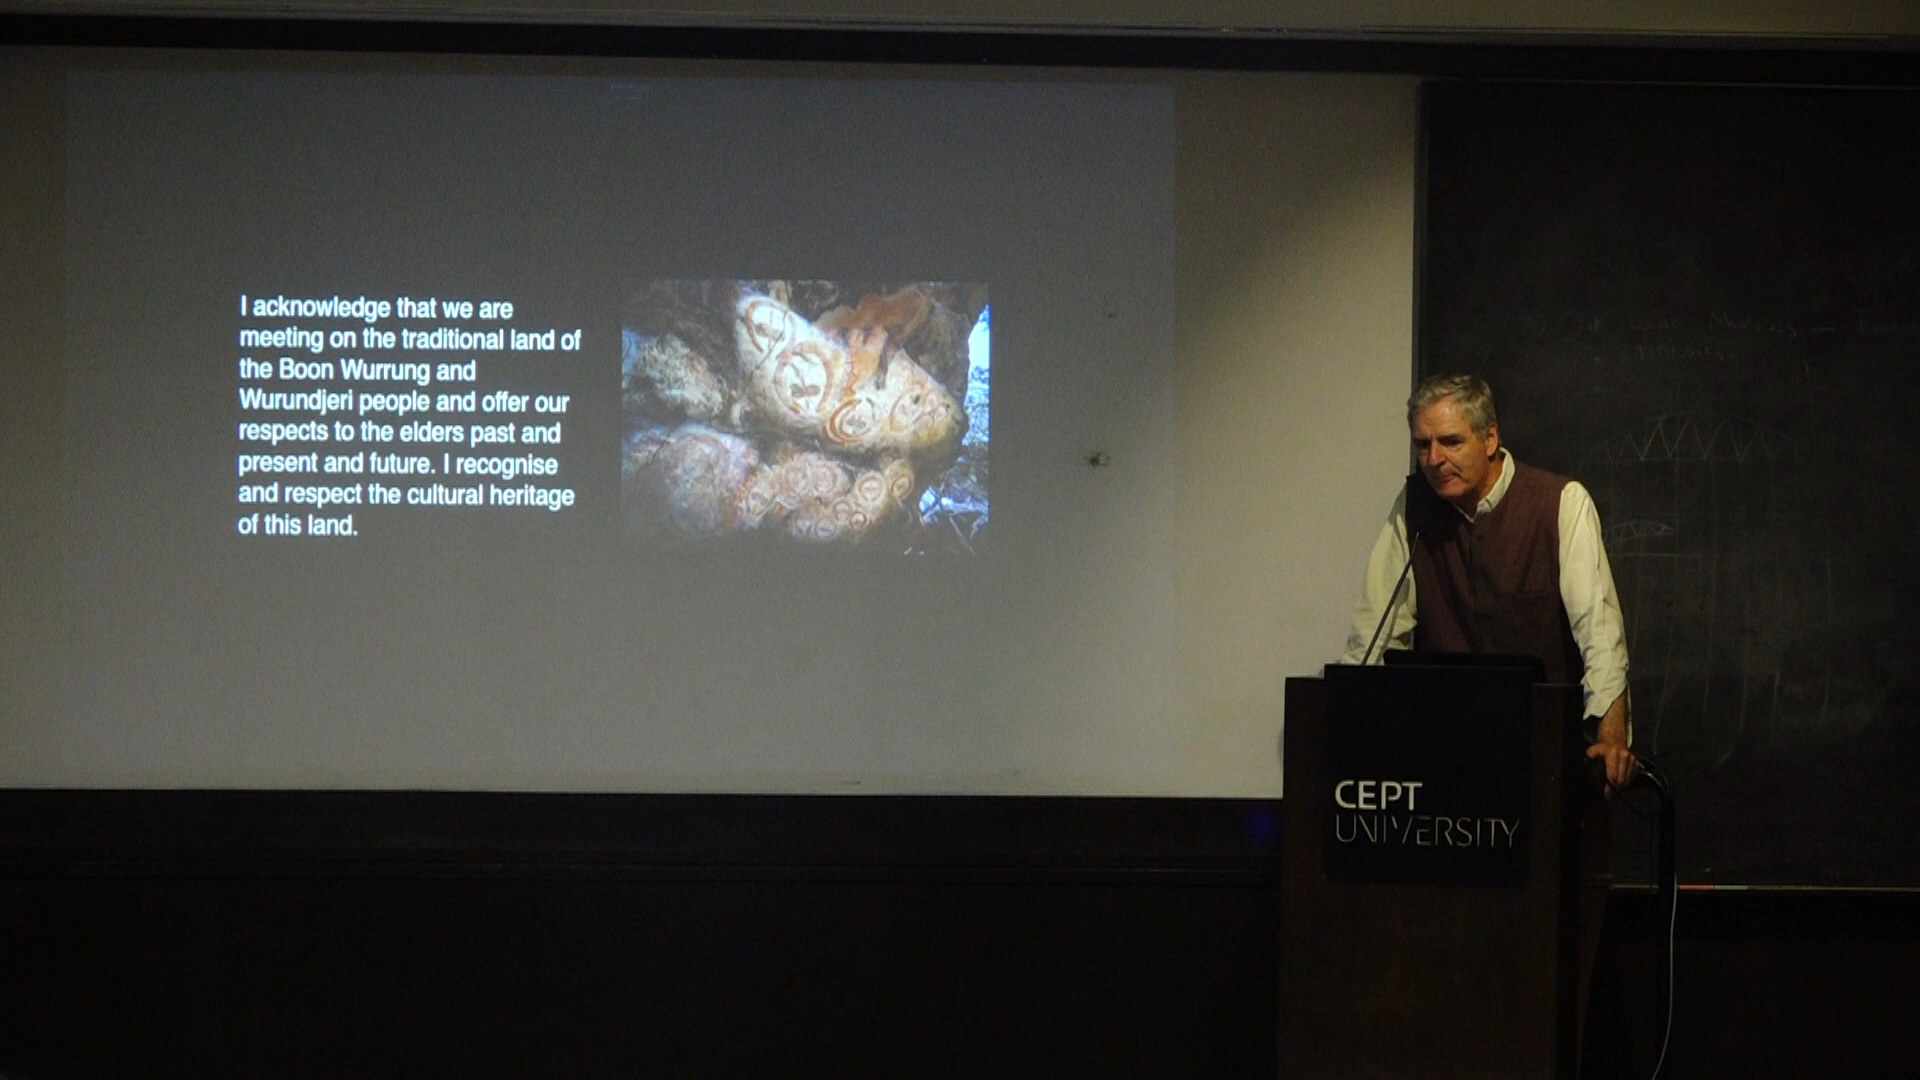 I acknowledge that we are
meeting on the traditional land of
the Boon Wurrung and
Wurundjeri people and offer our
respects to the elders past and
present and future. I recognise
and respect the cultural heritage
of this land.
CEPT
UNIVERSITY